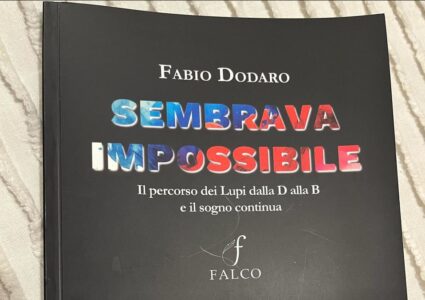 FABIO DODARO
SEMBRAVA
IMPOSSIBILE
Il percorso dei Lupi dalla D alla B
e il sogno continua
f
FALCO